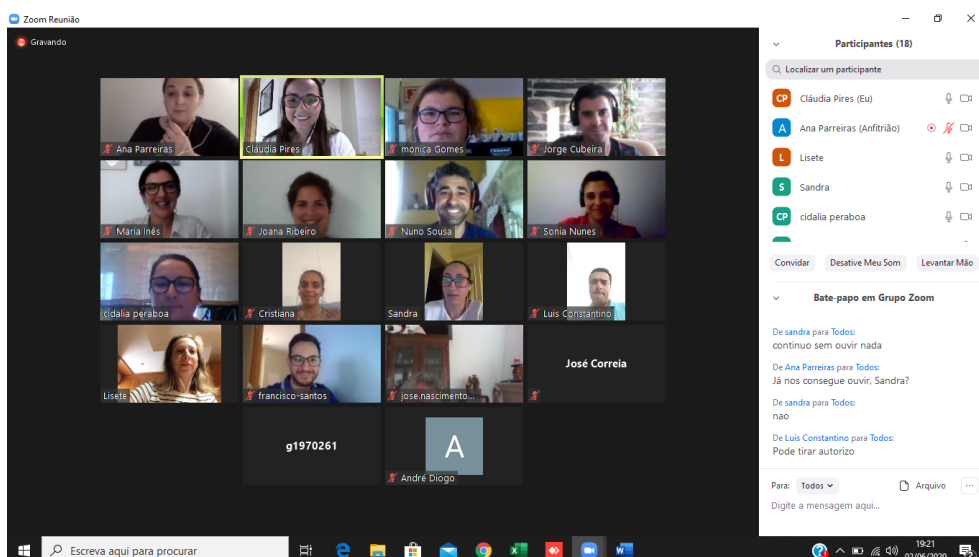 Zoom Reunião
Gravando
Ana Parreiras
Cláudia Pires
monica Gomes
Jorge Cubeira
Maria Inês
Joana Ribeiro
Nuno Sousa
Sonia Nunes
cidalia peraboa
Cristiana
Sandra
Luis Constantino
Lisete
francisco-santos
jose.nascimento...
José Correia
g1970261
A
André Diogo
Participantes (18)
Localizar um participante
CP Cláudia Pires (Eu)
A Ana Parreiras (Anfitrião)
L Lisete
S Sandra
CP cidalia peraboa
Convidar Desative Meu Som Levantar Mão
Bate-papo em Grupo Zoom
De sandra para Todos:
continuo sem ouvir nada
De Ana Parreiras para Todos:
Já nos consegue ouvir, Sandra?
De sandra para Todos:
nao
De Luis Constantino para Todos:
Pode tirar autorizo
Para: Todos Arquivo ...
Digite a mensagem aqui...
Escreva aqui para procurar
19:21
02/06/2020